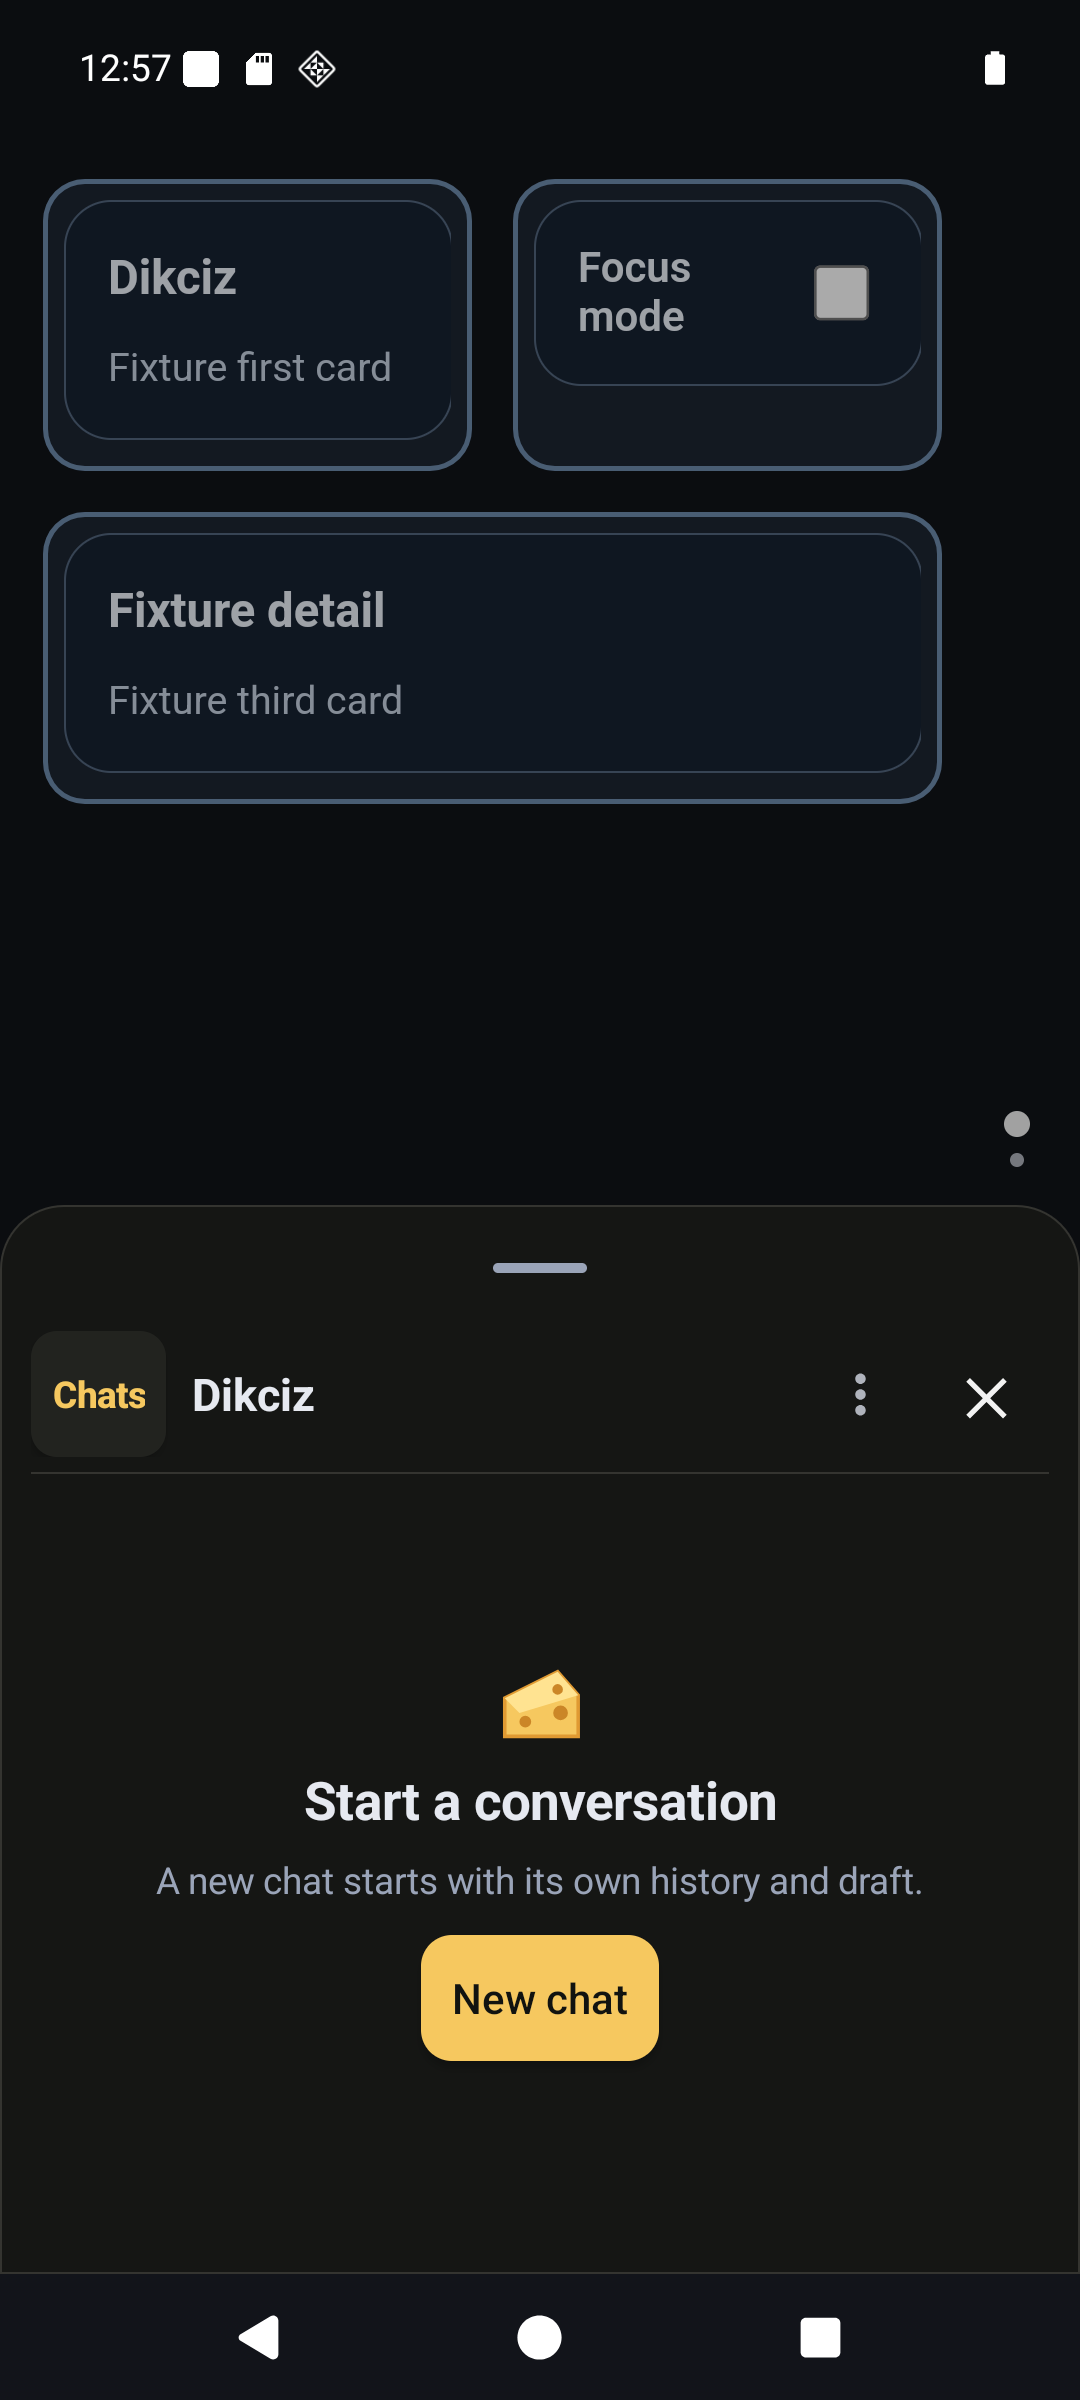 12:57
Dikciz
Fixture first card
Focus
mode
Fixture detail
Fixture third card
Chats
Dikciz
Start a conversation
A new chat starts with its own history and draft.
New chat